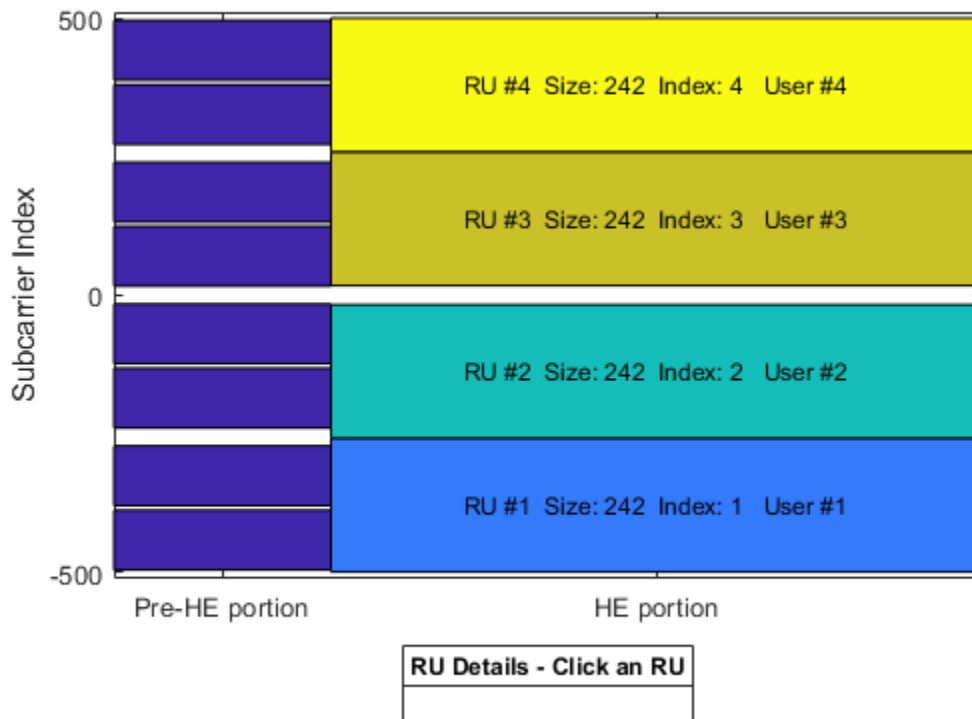 500
RU #4 Size: 242 Index: 4 User #4
RU #3 Size: 242 Index: 3 User #3
Subcarrier Index
0
RU #2 Size: 242 Index: 2 User #2
RU #1 Size: 242 Index: 1 User #1
-500
Pre-HE portion HE portion
RU Details - Click an RU